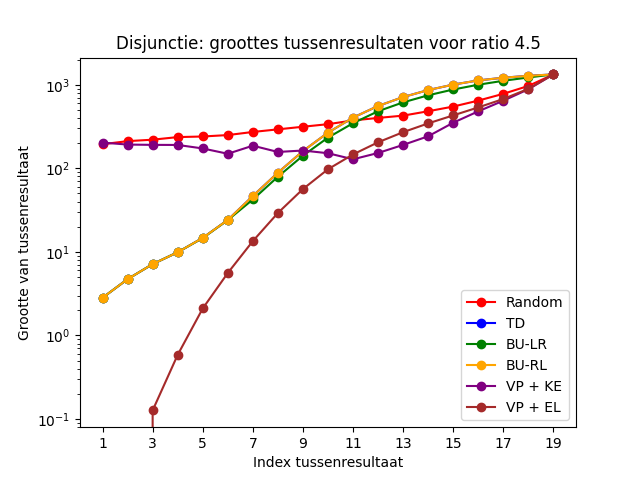 Disjunctie: groottes tussenresultaten voor ratio 4.5
Grootte van tussenresultaat
10³
10²
10¹
10⁰
10⁻¹
1 3 5 7 9 11 13 15 17 19
Index tussenresultaat
Random
TD
BU-LR
BU-RL
VP + KE
VP + EL